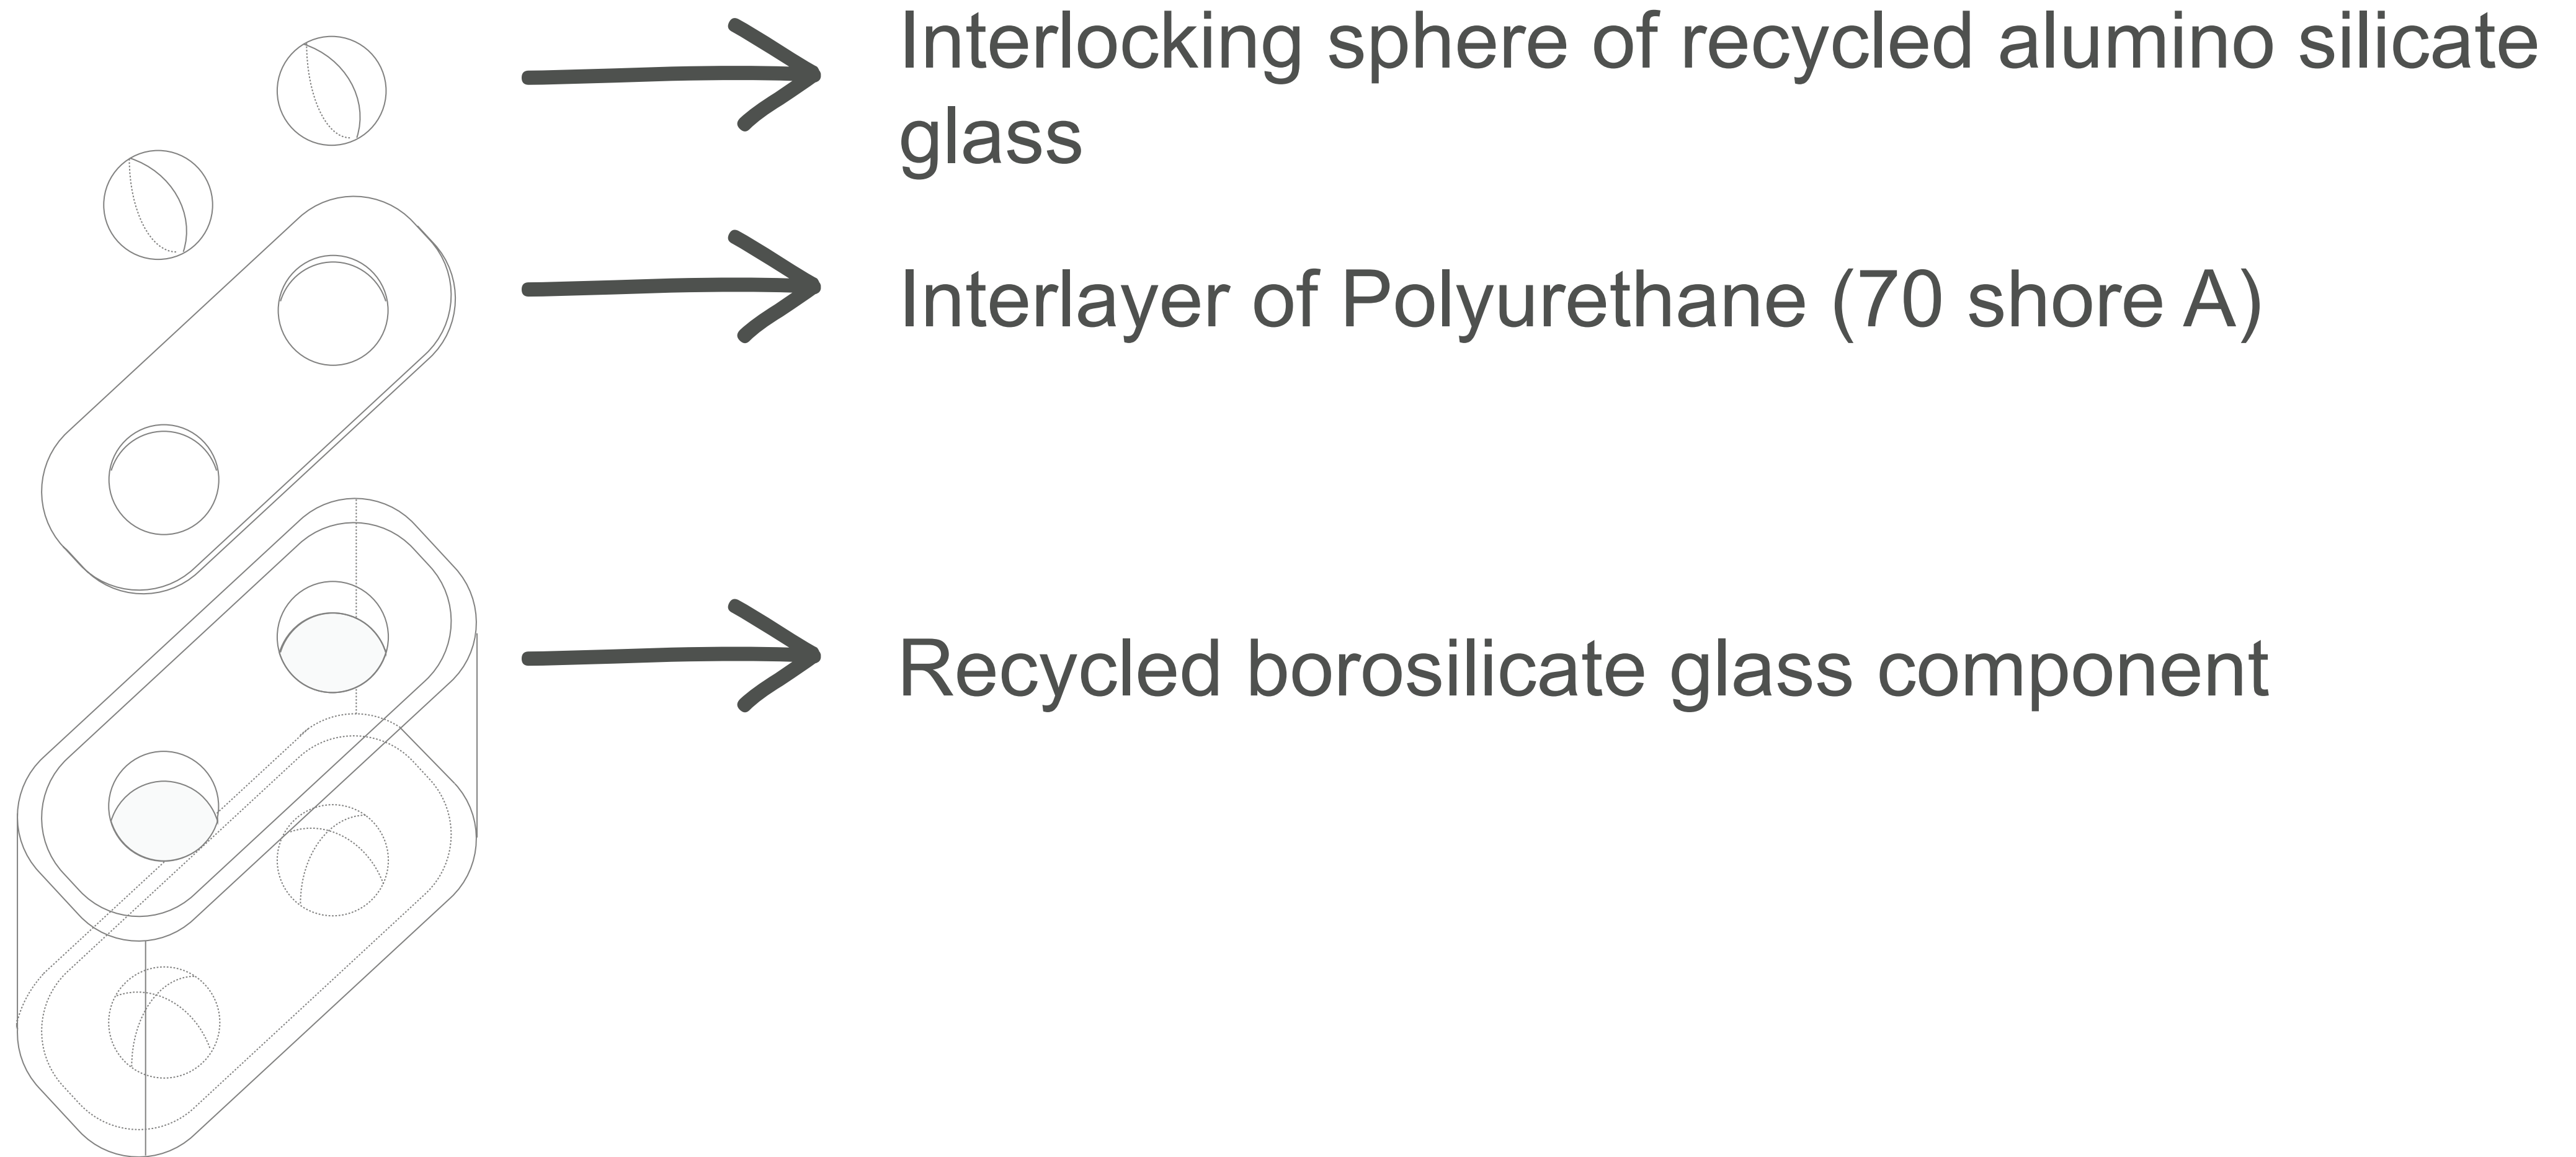 Interlocking sphere of recycled alumino silicate
glass
Interlayer of Polyurethane (70 shore A)
Recycled borosilicate glass component